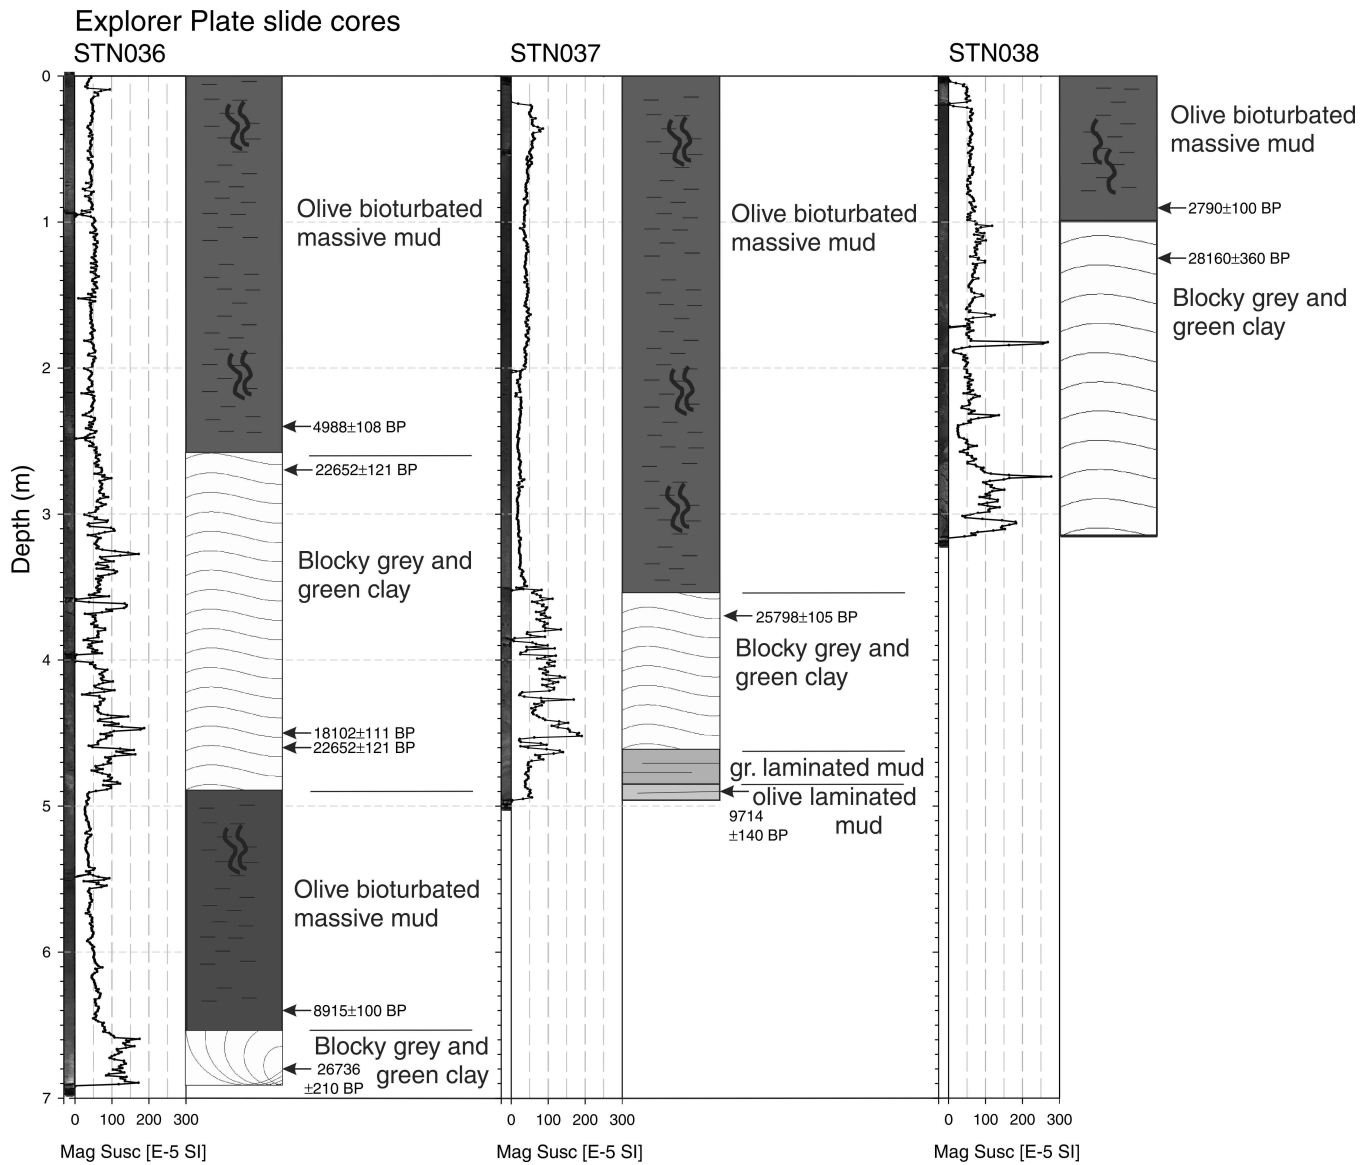 Explorer Plate slide cores
STN036
STN037
STN038
Depth (m)
0
1
2
3
4
5
6
7
Olive bioturbated
massive mud
4988±108 BP
22652±121 BP
Blocky grey and
green clay
18102±111 BP
22652±121 BP
Olive bioturbated
massive mud
8915±100 BP
Blocky grey and
green clay
26736
±210 BP
0 100 200 300
Mag Susc [E-5 SI]
Olive bioturbated
massive mud
25798±105 BP
Blocky grey and
green clay
gr. laminated mud
olive laminated
mud
9714
±140 BP
0 100 200 300
Mag Susc [E-5 SI]
Olive bioturbated
massive mud
2790±100 BP
28160±360 BP
Blocky grey and
green clay
0 100 200 300
Mag Susc [E-5 SI]